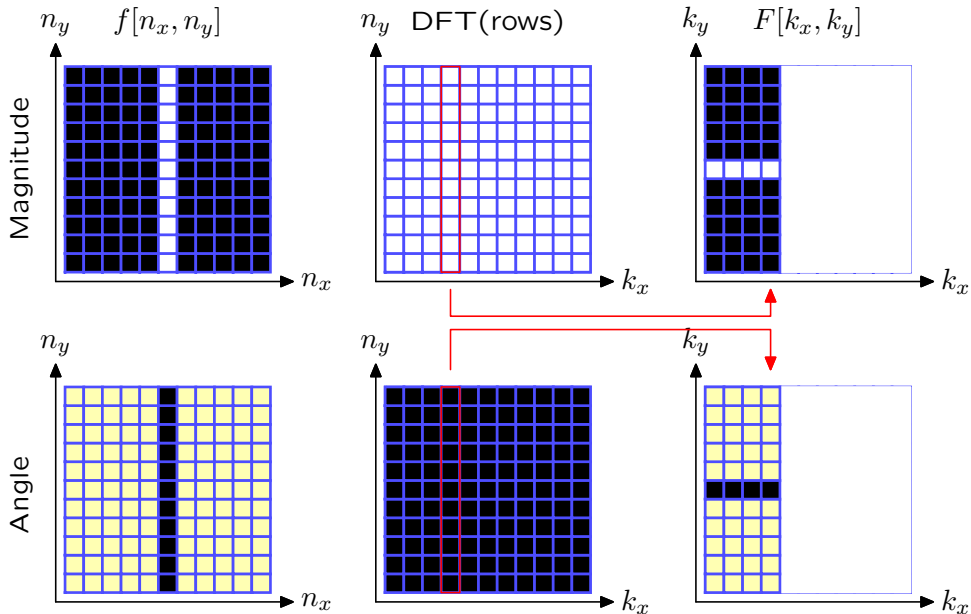 n_y f[n_x, n_y] n_y DFT(rows) k_y F[k_x, k_y]
Magnitude
n_x k_x k_x
n_y n_y k_y
Angle
n_x k_x k_x